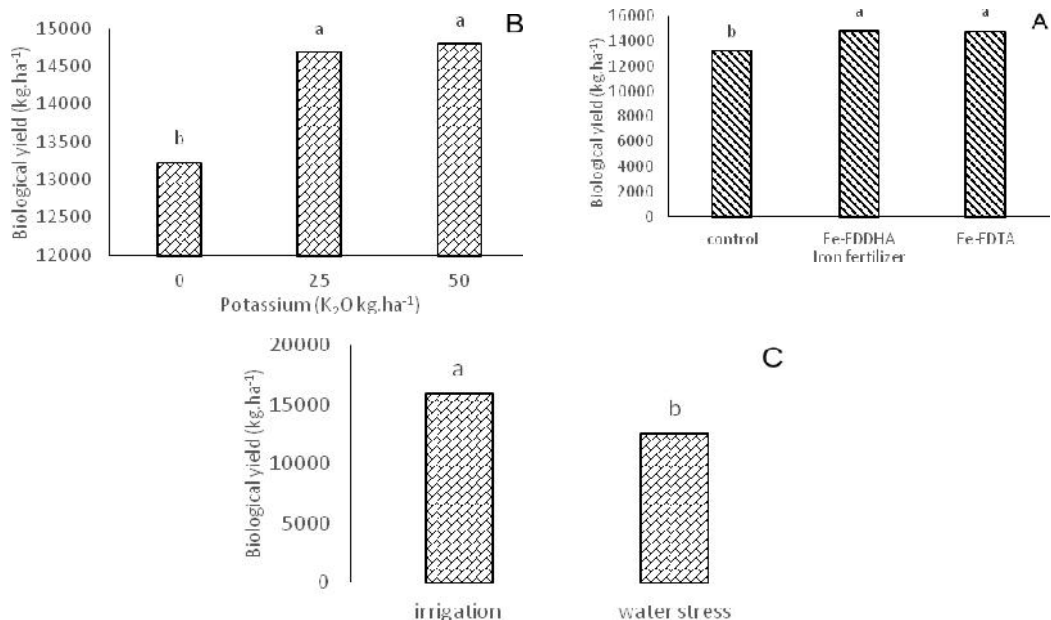 B
Biological yield (kg.ha⁻¹)
15000
14500
14000
13500
13000
12500
12000
b
a
a
0
25
50
Potassium (K₂O kg.ha⁻¹)
A
Biological yield (kg.ha⁻¹)
16000
14000
12000
10000
8000
6000
4000
2000
0
b
a
a
control
Fe-EDDHA
Fe-EDTA
Iron fertilizer
C
Biological yield (kg.ha⁻¹)
20000
15000
10000
5000
0
a
b
irrigation
water stress